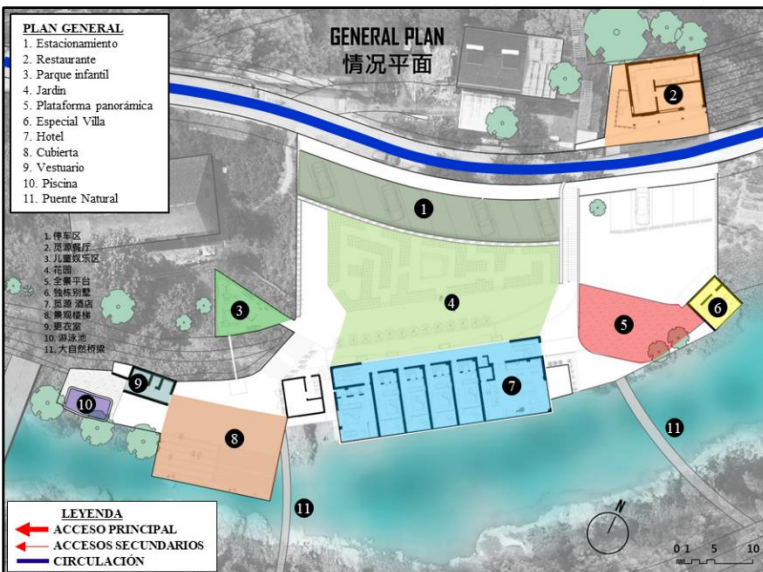 GENERAL PLAN
情况平面
PLAN GENERAL
1. Estacionamiento
2. Restaurante
3. Parque infantil
4. Jardín
5. Plataforma panorámica
6. Especial Villa
7. Hotel
8. Cubierta
9. Vestuario
10. Piscina
11. Puente Natural
1. 停车区
2. 觅源餐厅
3. 儿童娱乐区
4. 花园
5. 全景平台
6. 独栋别墅
7. 觅源 酒店
8. 景观楼梯
9. 更衣室
10. 游泳池
11. 大自然桥梁
1
2
3
4
5
6
7
8
9
10
11
11
LEYENDA
ACCESO PRINCIPAL
ACCESOS SECUNDARIOS
CIRCULACIÓN
N
0 1 5 10